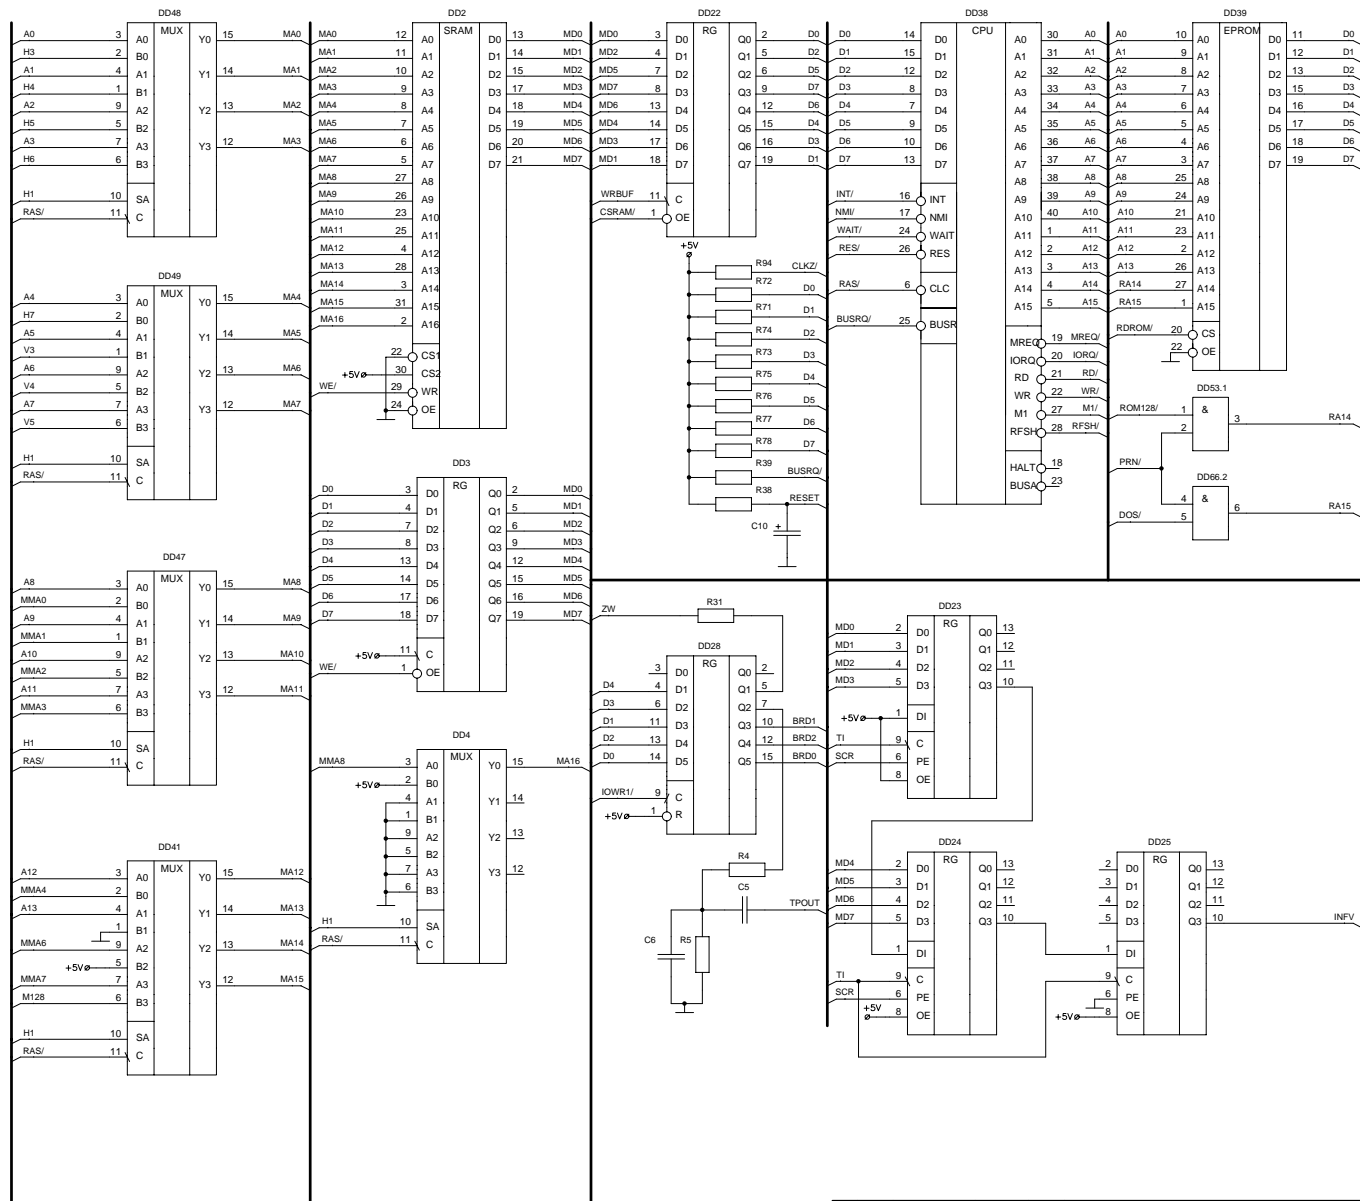 DD48
MUX
A0 3 A0 Y0 15 MA0
H3 2 B0
A1 4 A1 Y1 14 MA1
H4 1 B1
A2 9 A2 Y2 13 MA2
H5 5 B2
A3 7 A3 Y3 12 MA3
H6 6 B3
H1 10 SA
RAS/ 11 C
DD49
MUX
A4 3 A0 Y0 15 MA4
H7 2 B0
A5 4 A1 Y1 14 MA5
V3 1 B1
A6 9 A2 Y2 13 MA6
V4 5 B2
A7 7 A3 Y3 12 MA7
V5 6 B3
H1 10 SA
RAS/ 11 C
DD47
MUX
A8 3 A0 Y0 15 MA8
MMA0 2 B0
A9 4 A1 Y1 14 MA9
MMA1 1 B1
A10 9 A2 Y2 13 MA10
MMA2 5 B2
A11 7 A3 Y3 12 MA11
MMA3 6 B3
H1 10 SA
RAS/ 11 C
DD41
MUX
A12 3 A0 Y0 15 MA12
MMA4 2 B0
A13 4 A1 Y1 14 MA13
1 B1
MMA6 9 A2 Y2 13 MA14
+5V 5 B2
MMA7 7 A3 Y3 12 MA15
M128 6 B3
H1 10 SA
RAS/ 11 C
DD2
SRAM
MA0 12 A0 D0 13 MD0
MA1 11 A1 D1 14 MD1
MA2 10 A2 D2 15 MD2
MA3 9 A3 D3 17 MD3
MA4 8 A4 D4 18 MD4
MA5 7 A5 D5 19 MD5
MA6 6 A6 D6 20 MD6
MA7 5 A7 D7 21 MD7
MA8 27 A8
MA9 26 A9
MA10 23 A10
MA11 25 A11
MA12 4 A12
MA13 28 A13
MA14 3 A14
MA15 31 A15
MA16 2 A16
22 CS1
+5V 30 CS2
WE/ 29 WR
24 OE
DD3
RG
D0 3 D0 Q0 2 MD0
D1 4 D1 Q1 5 MD1
D2 7 D2 Q2 6 MD2
D3 8 D3 Q3 9 MD3
D4 13 D4 Q4 12 MD4
D5 14 D5 Q5 15 MD5
D6 17 D6 Q6 16 MD6
D7 18 D7 Q7 19 MD7
+5V 11 C
WE/ 1 OE
DD4
MUX
MMA8 3 A0 Y0 15 MA16
+5V 2 B0
4 A1 Y1 14
1 B1
9 A2 Y2 13
5 B2
7 A3 Y3 12
6 B3
H1 10 SA
RAS/ 11 C
DD22
RG
MD0 3 D0 Q0 2 D0
MD2 4 D1 Q1 5 D2
MD5 7 D2 Q2 6 D5
MD7 8 D3 Q3 9 D7
MD6 13 D4 Q4 12 D6
MD4 14 D5 Q5 15 D4
MD3 17 D6 Q6 16 D3
MD1 18 D7 Q7 19 D1
WRBUF 11 C
CSRAM/ 1 OE
+5V
R94 CLKZ/
R72 D0
R71 D1
R74 D2
R73 D3
R75 D4
R76 D5
R77 D6
R78 D7
R39 BUSRQ/
R38 RESET
C10 +
DD38
CPU
D0 14 D0 A0 30 A0
D1 15 D1 A1 31 A1
D2 12 D2 A2 32 A2
D3 8 D3 A3 33 A3
D4 7 D4 A4 34 A4
D5 9 D5 A5 35 A5
D6 10 D6 A6 36 A6
D7 13 D7 A7 37 A7
A8 38 A8
INT/ 16 INT A9 39 A9
NMI/ 17 NMI A10 40 A10
WAIT/ 24 WAIT A11 1 A11
RES/ 26 RES A12 2 A12
A13 3 A13
RAS/ 6 CLC A14 4 A14
A15 5 A15
BUSRQ/ 25 BUSR
MREQ 19 MREQ/
IORQ 20 IORQ/
RD 21 RD/
WR 22 WR/
M1 27 M1/
RFSH 28 RFSH/
HALT 18
BUSA 23
DD39
EPROM
A0 10 A0 D0 11 D0
A1 9 A1 D1 12 D1
A2 8 A2 D2 13 D2
A3 7 A3 D3 15 D3
A4 6 A4 D4 16 D4
A5 5 A5 D5 17 D5
A6 4 A6 D6 18 D6
A7 3 A7 D7 19 D7
A8 25 A8
A9 24 A9
A10 21 A10
A11 23 A11
A12 2 A12
A13 26 A13
RA14 27 A14
RA15 1 A15
RDROM/ 20 CS
22 OE
DD53.1
ROM128/ 1 & 3 RA14
2
PRN/
DD66.2
4 & 6 RA15
DOS/ 5
ZW R31
DD28
RG
3 D0 Q0 2
D4 4 D1 Q1 5
D3 6 D2 Q2 7
D1 11 D3 Q3 10 BRD1
D2 13 D4 Q4 12 BRD2
D0 14 D5 Q5 15 BRD0
IOWR1/ 9 C
+5V 1 R
R4
C5 TPOUT
C6 R5
DD23
RG
MD0 2 D0 Q0 13
MD1 3 D1 Q1 12
MD2 4 D2 Q2 11
MD3 5 D3 Q3 10
+5V 1 DI
TI 9 C
SCR 6 PE
8 OE
DD24
RG
MD4 2 D0 Q0 13
MD5 3 D1 Q1 12
MD6 4 D2 Q2 11
MD7 5 D3 Q3 10
1 DI
TI 9 C
SCR 6 PE
+5V 8 OE
DD25
RG
2 D0 Q0 13
3 D1 Q1 12
4 D2 Q2 11
5 D3 Q3 10 INFV
1 DI
9 C
6 PE
+5V 8 OE